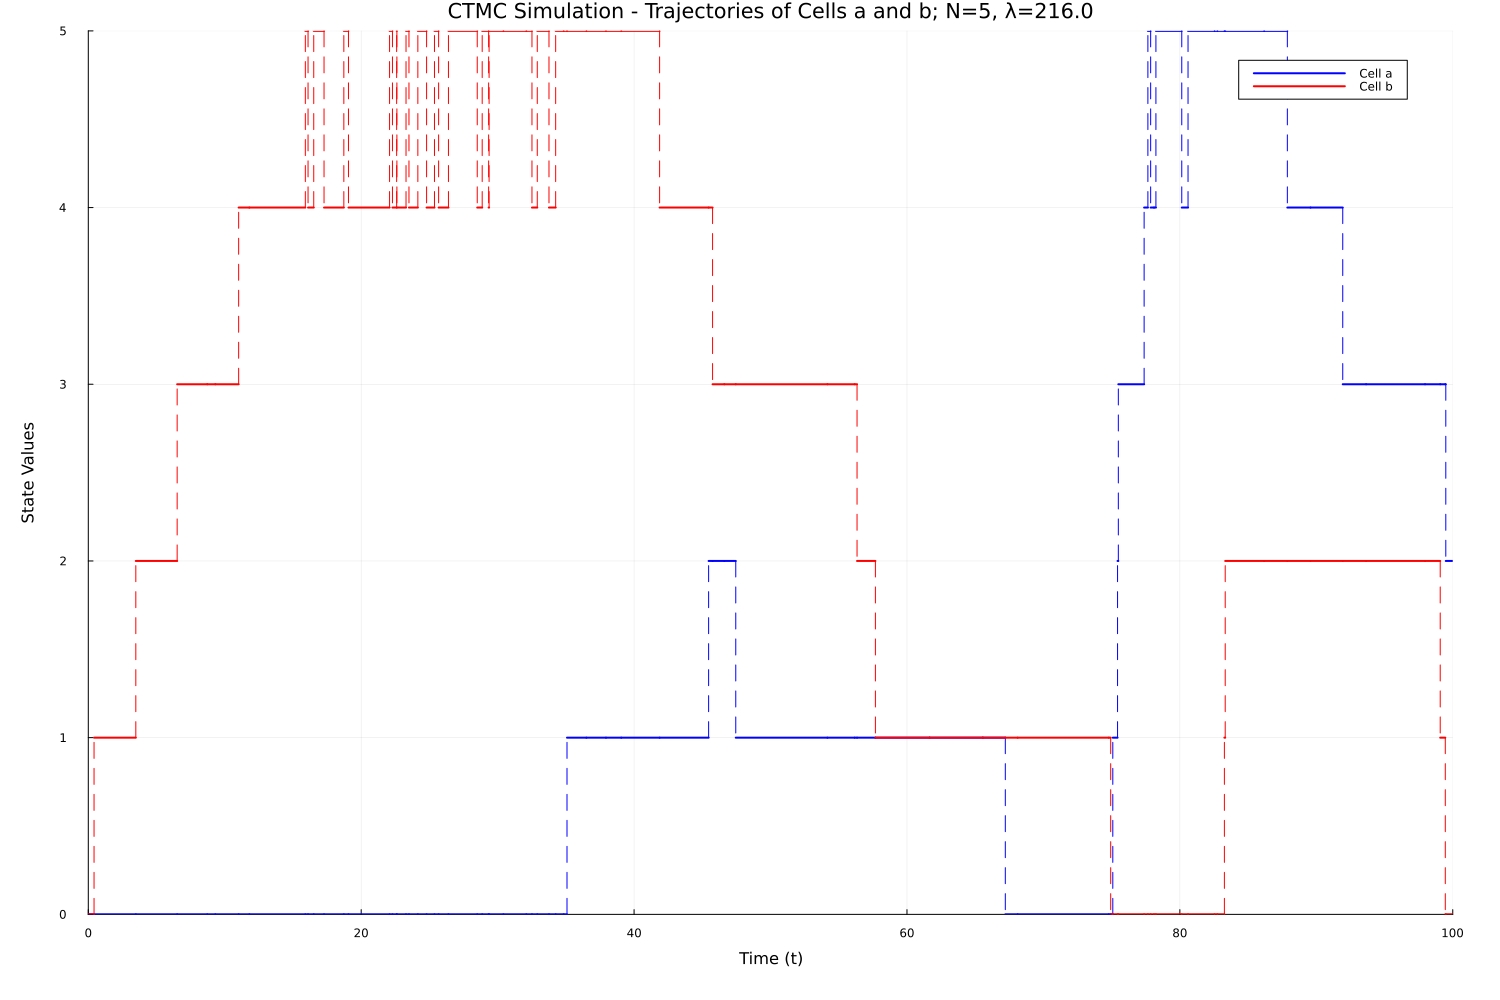 CTMC Simulation - Trajectories of Cells a and b; N=5, λ=216.0
5
Cell a
Cell b
4
3
State Values
2
1
0
0 20 40 60 80 100
Time (t)